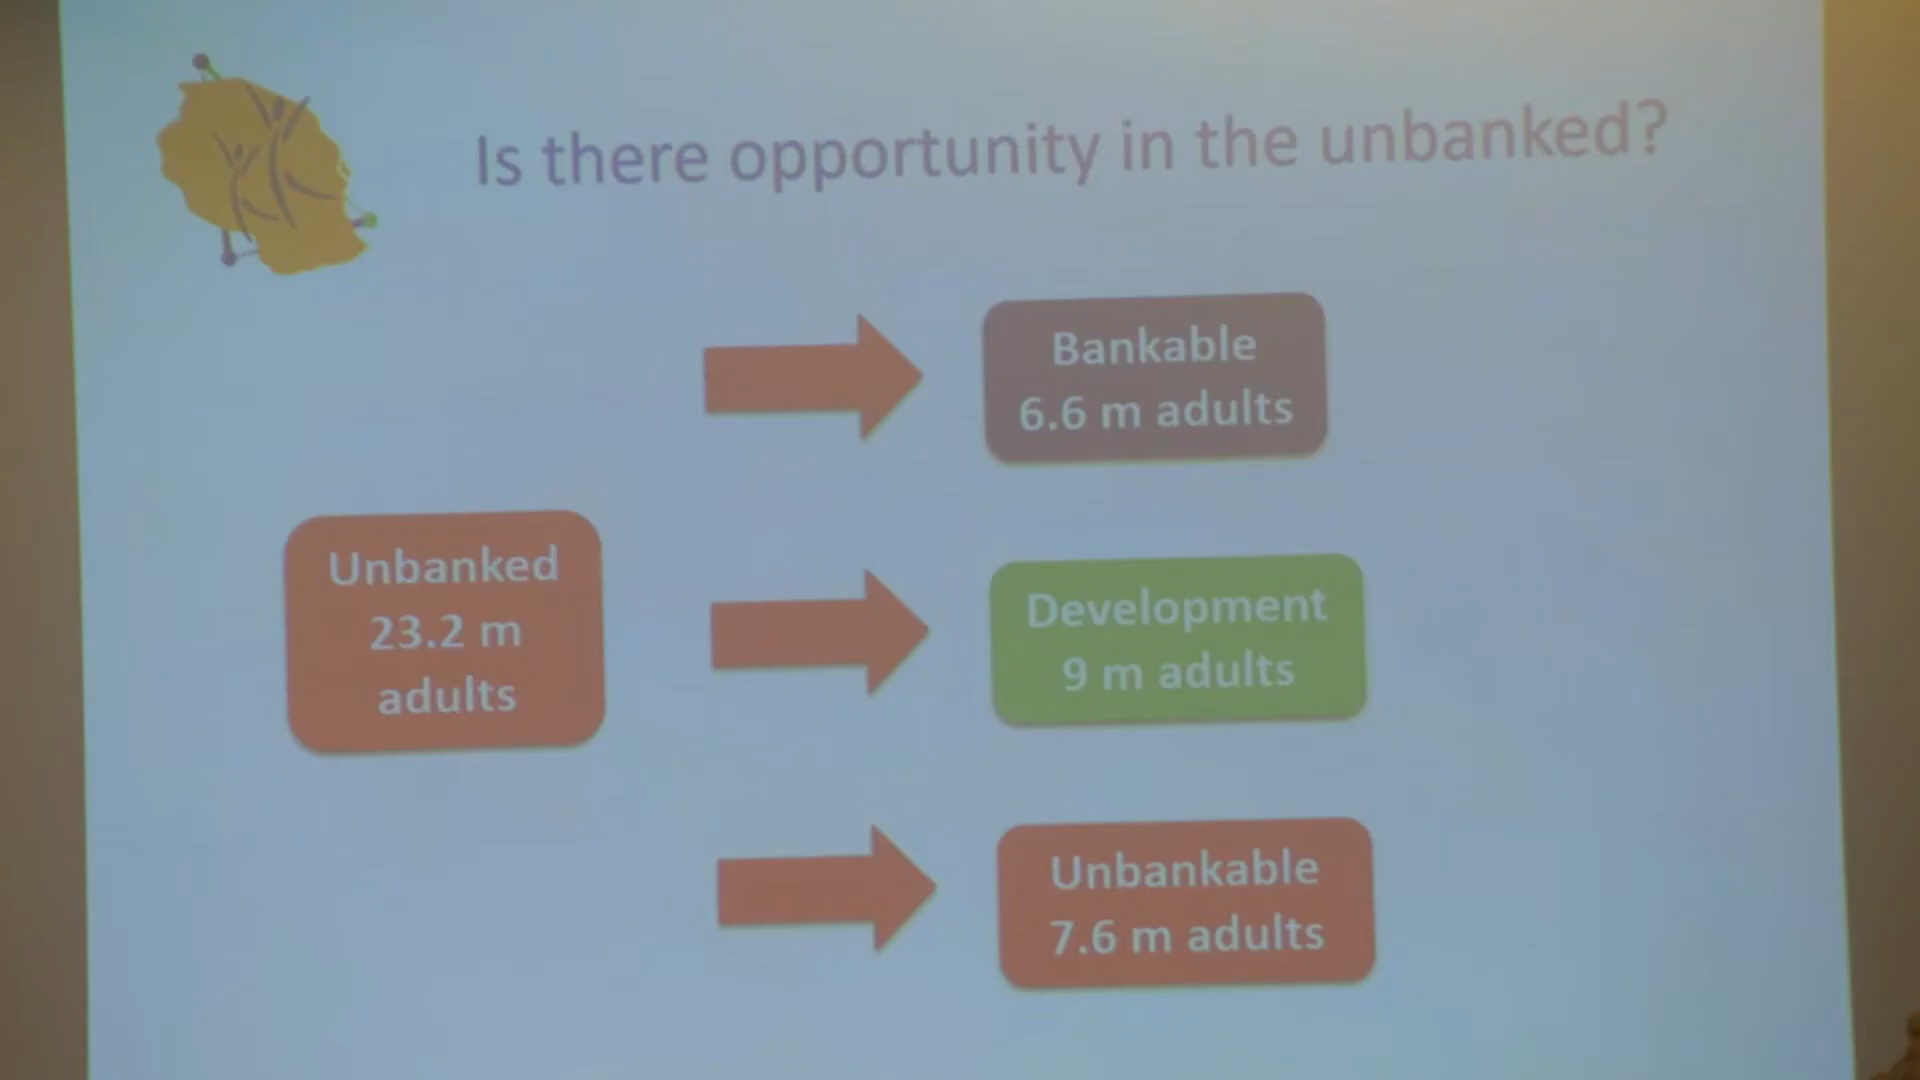 Is there opportunity in the unbanked?
Bankable
6.6 m adults
Unbanked
23.2 m
adults
Development
9 m adults
Unbankable
7.6 m adults